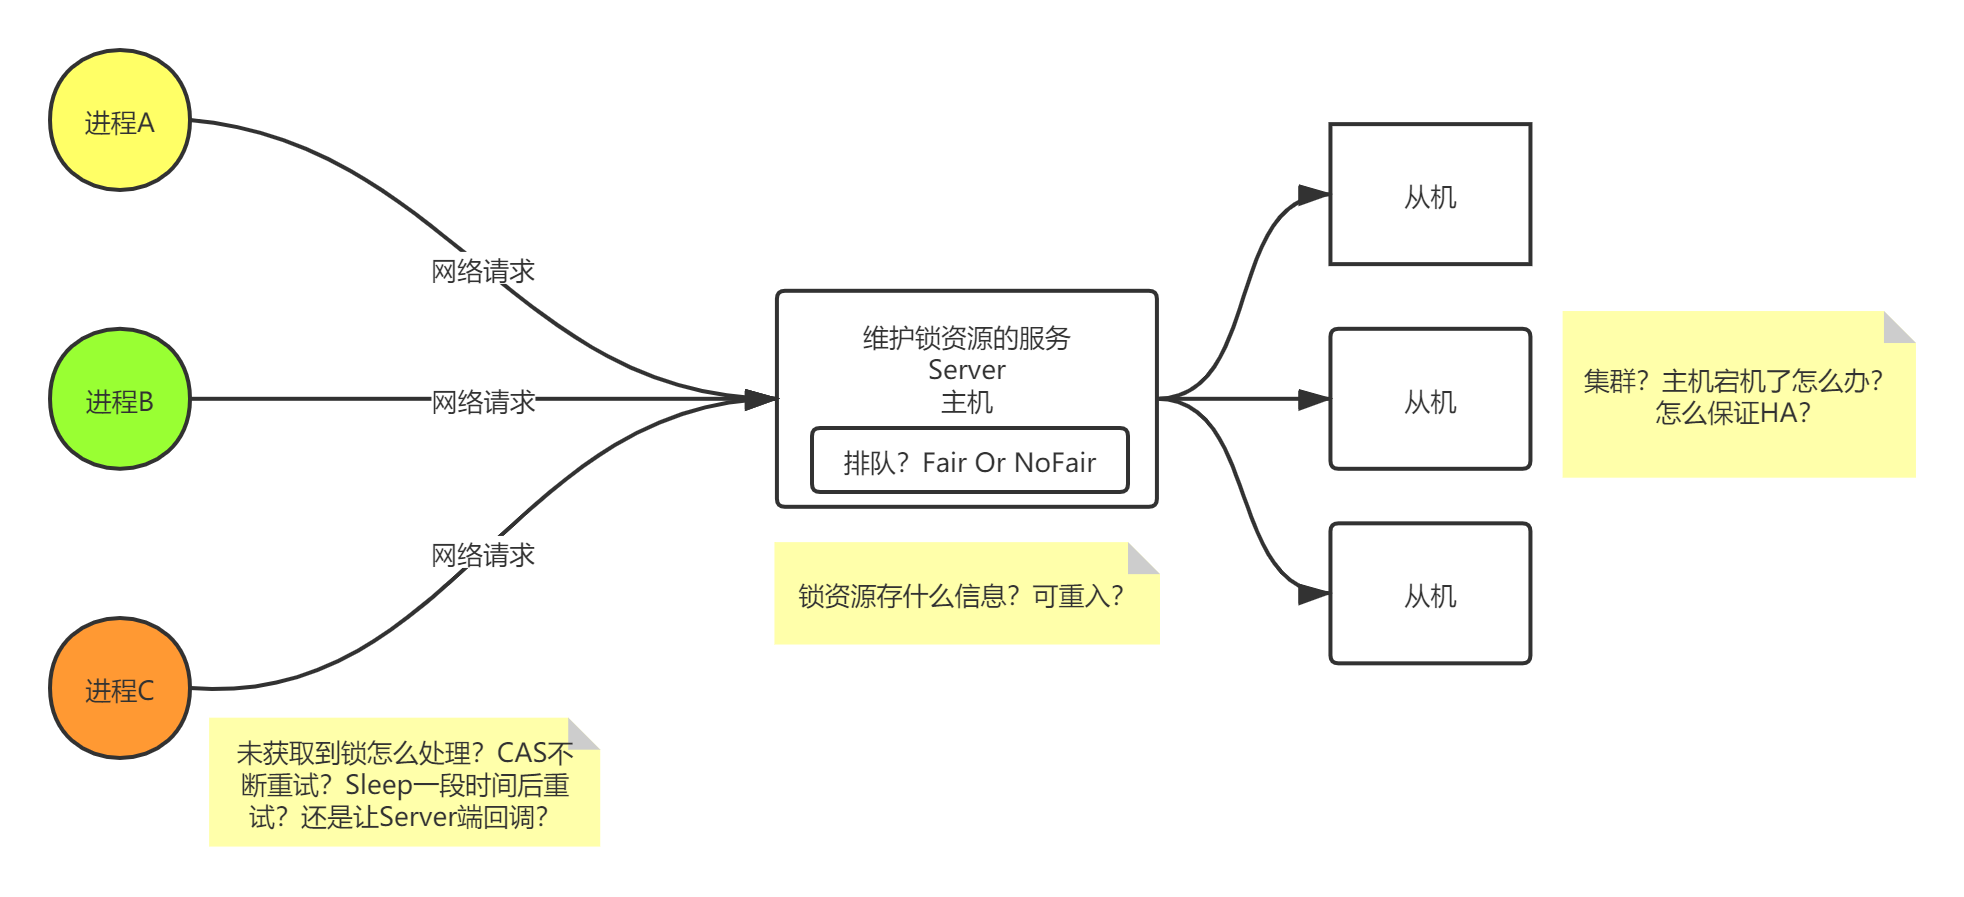 进程A
网络请求
进程B
网络请求
进程C
网络请求
未获取到锁怎么处理？CAS不
断重试？Sleep一段时间后重
试？还是让Server端回调？
维护锁资源的服务
Server
主机
排队？Fair Or NoFair
锁资源存什么信息？可重入？
从机
从机
从机
集群？主机宕机了怎么办？
怎么保证HA？